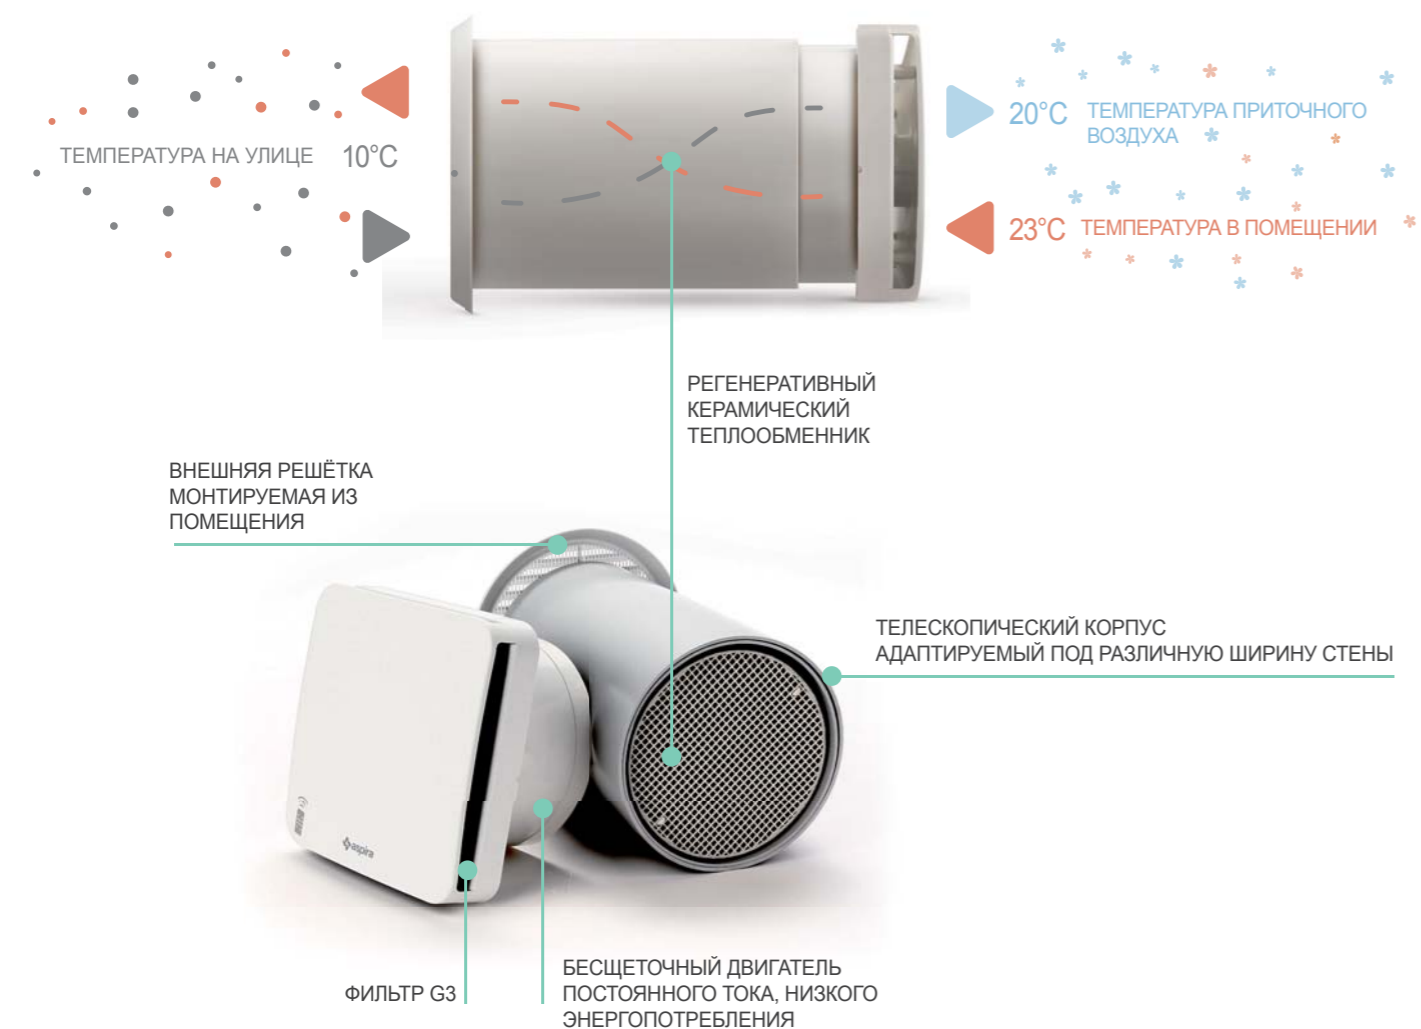 ТЕМПЕРАТУРА НА УЛИЦЕ 10°C
20°C ТЕМПЕРАТУРА ПРИТОЧНОГО
ВОЗДУХА
23°C ТЕМПЕРАТУРА В ПОМЕЩЕНИИ
РЕГЕНЕРАТИВНЫЙ
КЕРАМИЧЕСКИЙ
ТЕПЛООБМЕННИК
ВНЕШНЯЯ РЕШЁТКА
МОНТИРУЕМАЯ ИЗ
ПОМЕЩЕНИЯ
ТЕЛЕСКОПИЧЕСКИЙ КОРПУС
АДАПТИРУЕМЫЙ ПОД РАЗЛИЧНУЮ ШИРИНУ СТЕНЫ
aspira
ФИЛЬТР G3
БЕСЩЕТОЧНЫЙ ДВИГАТЕЛЬ
ПОСТОЯННОГО ТОКА, НИЗКОГО
ЭНЕРГОПОТРЕБЛЕНИЯ